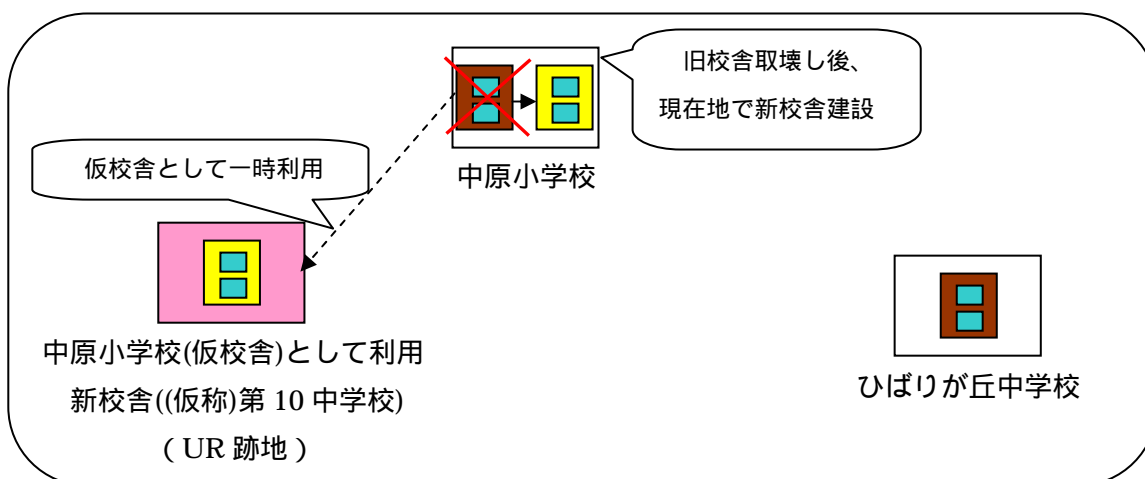 旧校舎取壊し後、
現在地で新校舎建設
中原小学校
仮校舎として一時利用
中原小学校(仮校舎)として利用
新校舎((仮称)第 10 中学校)
（ UR 跡地 ）
ひばりが丘中学校